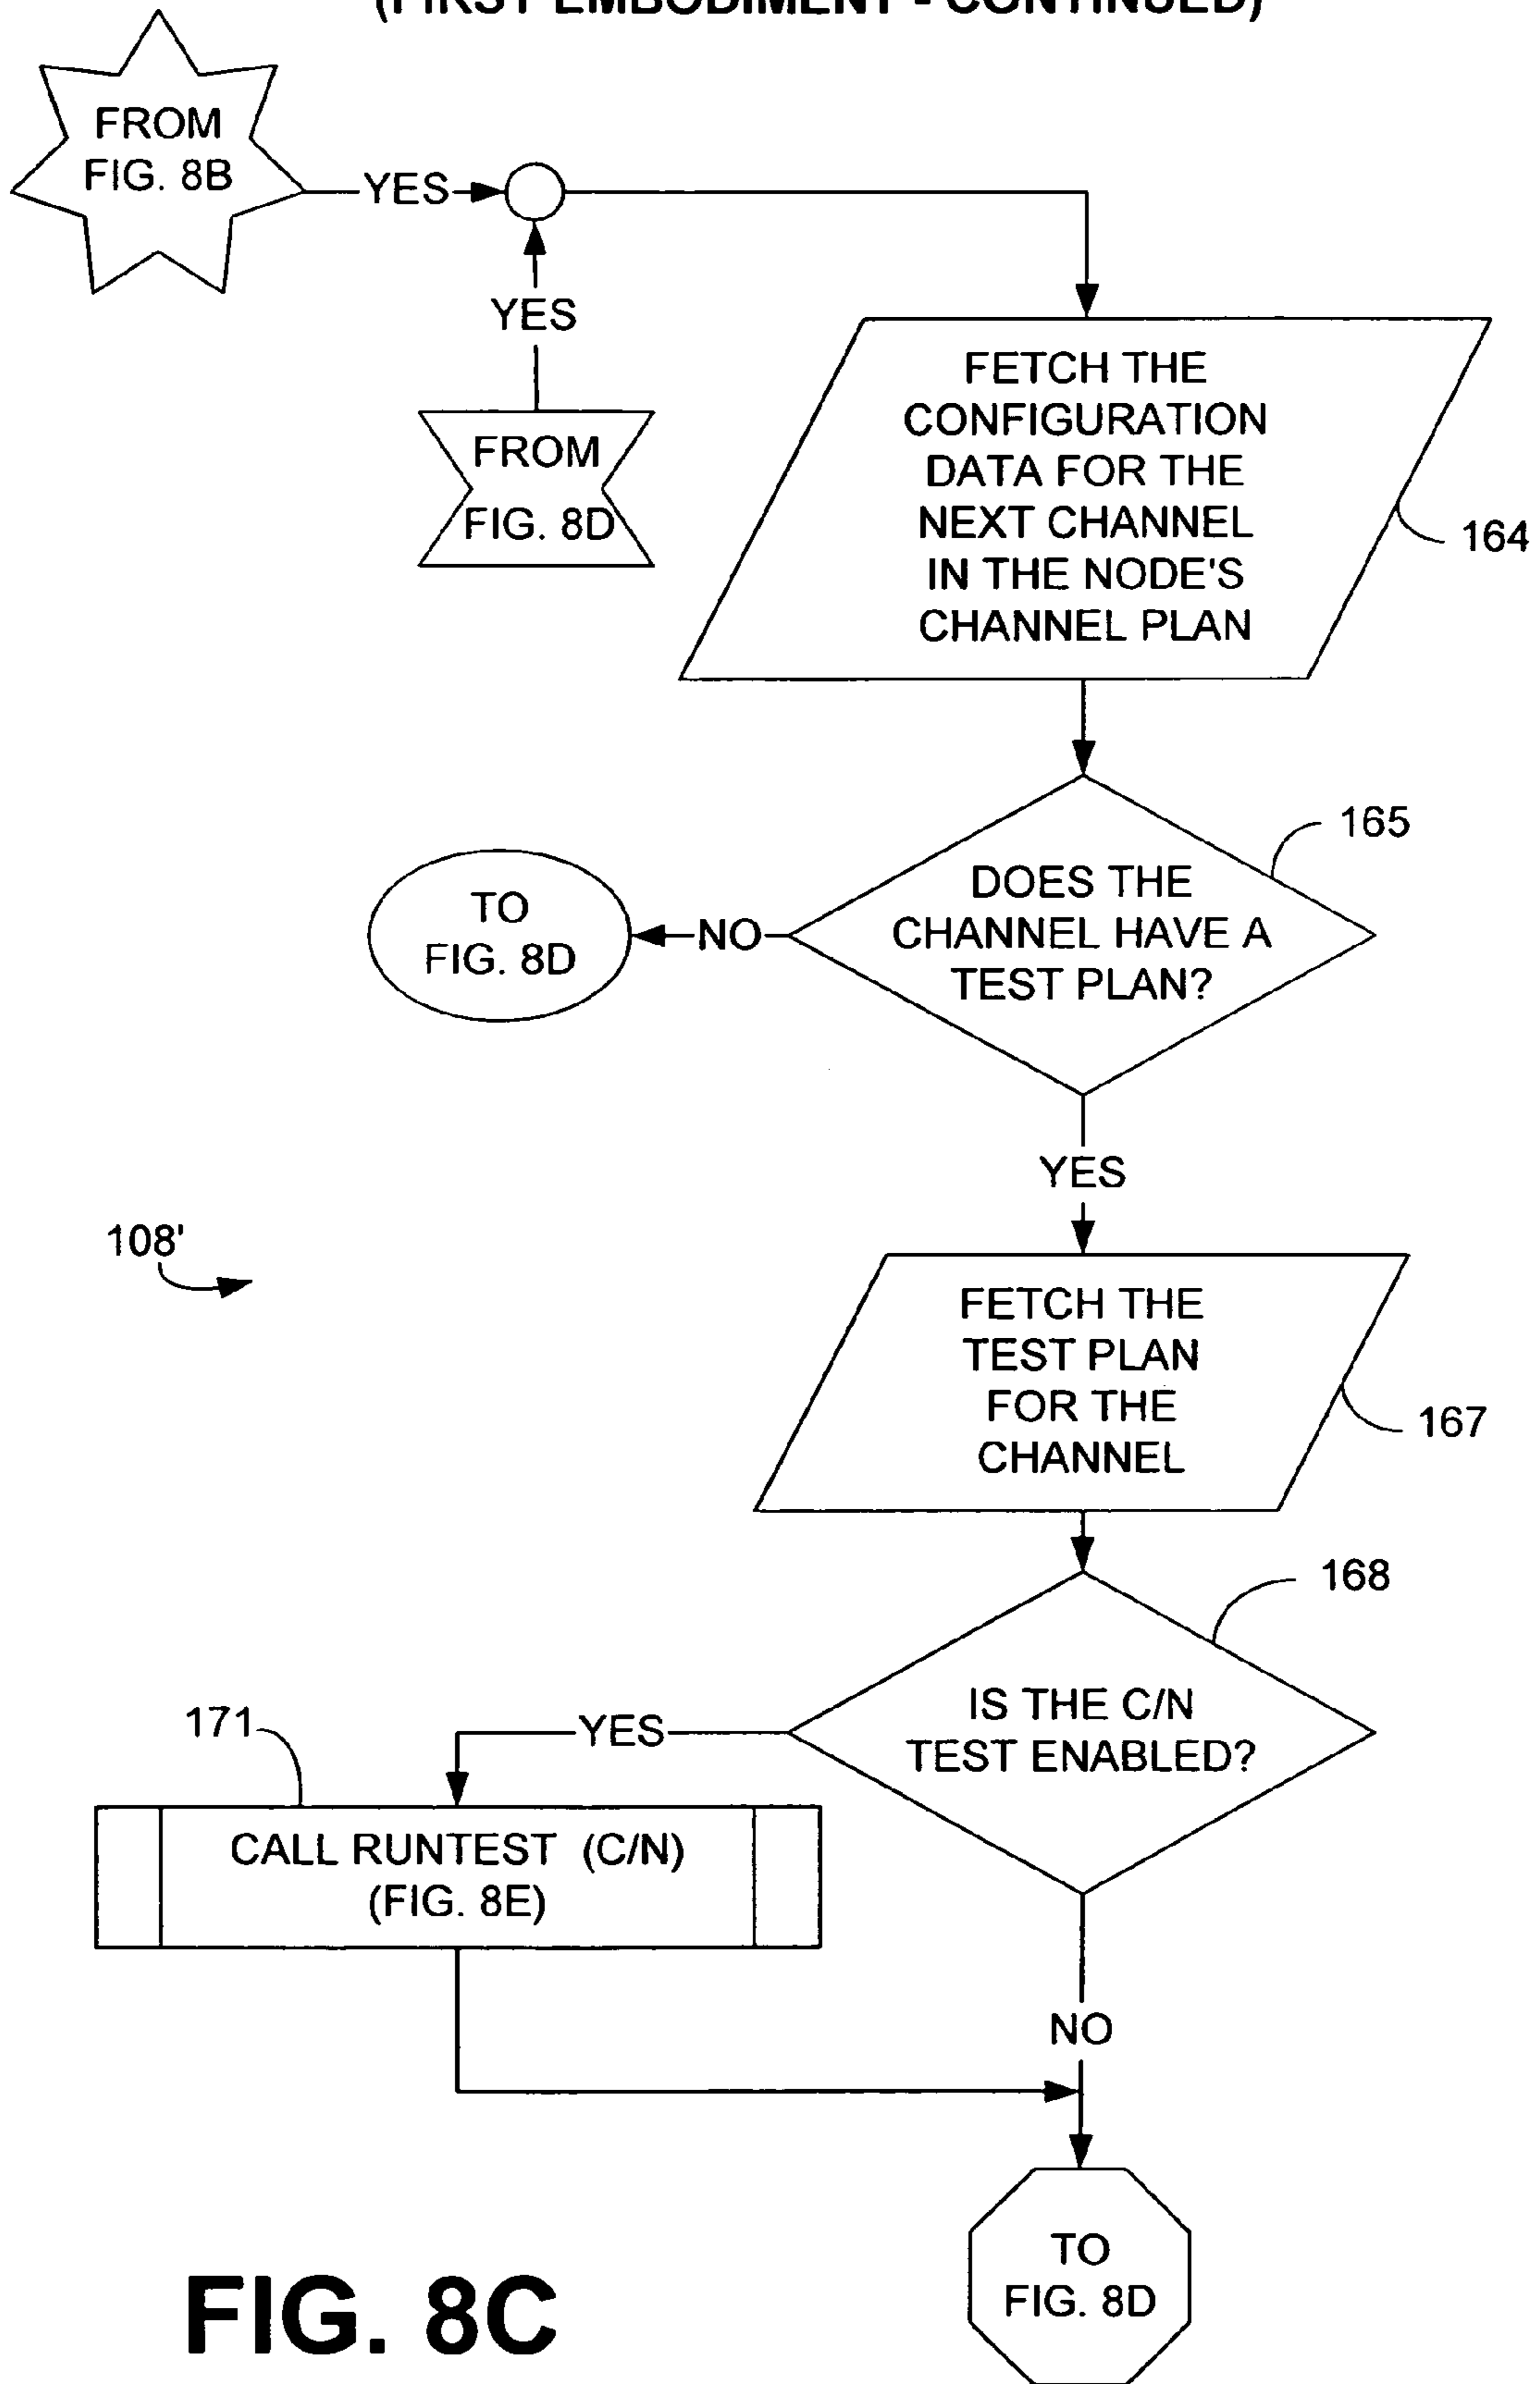 (FIRST EMBODIMENT - CONTINUED)
FROM
FIG. 8B
YES
YES
FROM
FIG. 8D
FETCH THE
CONFIGURATION
DATA FOR THE
NEXT CHANNEL
IN THE NODE'S
CHANNEL PLAN
164
165
DOES THE
CHANNEL HAVE A
TEST PLAN?
NO
TO
FIG. 8D
YES
108'
FETCH THE
TEST PLAN
FOR THE
CHANNEL
167
168
IS THE C/N
TEST ENABLED?
YES
171
CALL RUNTEST (C/N)
(FIG. 8E)
NO
TO
FIG. 8D
FIG. 8C